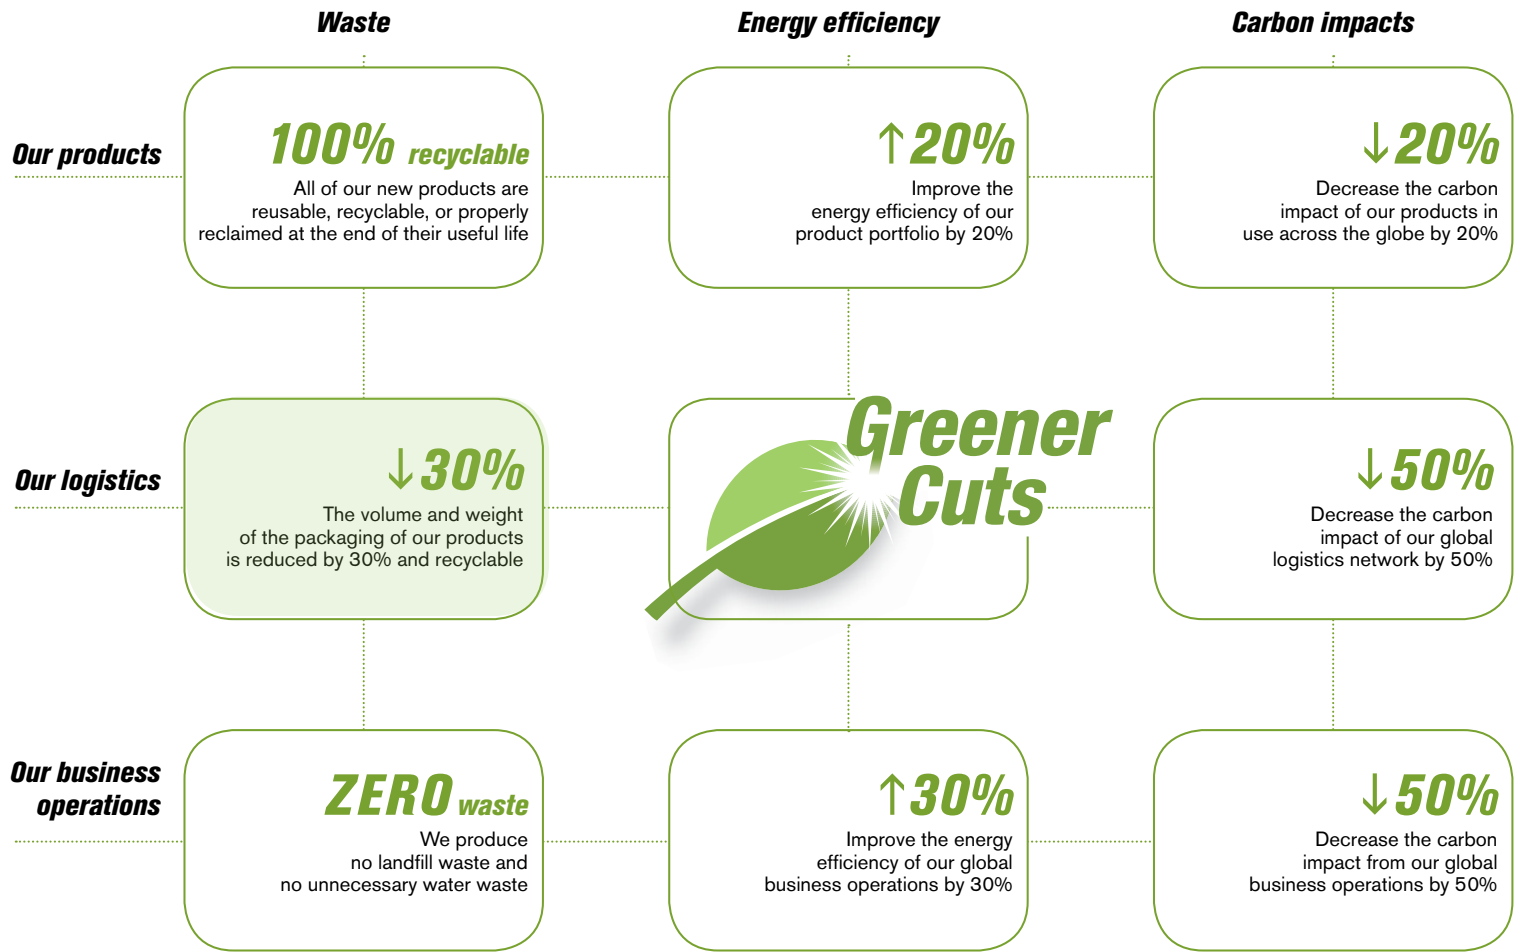 Waste
Energy efficiency
Carbon impacts
Our products
100% recyclable
All of our new products are
reusable, recyclable, or properly
reclaimed at the end of their useful life
↑20%
Improve the
energy efficiency of our
product portfolio by 20%
↓20%
Decrease the carbon
impact of our products in
use across the globe by 20%
Our logistics
↓30%
The volume and weight
of the packaging of our products
is reduced by 30% and recyclable
Greener
Cuts
↓50%
Decrease the carbon
impact of our global
logistics network by 50%
Our business
operations
ZERO waste
We produce
no landfill waste and
no unnecessary water waste
↑30%
Improve the energy
efficiency of our global
business operations by 30%
↓50%
Decrease the carbon
impact from our global
business operations by 50%